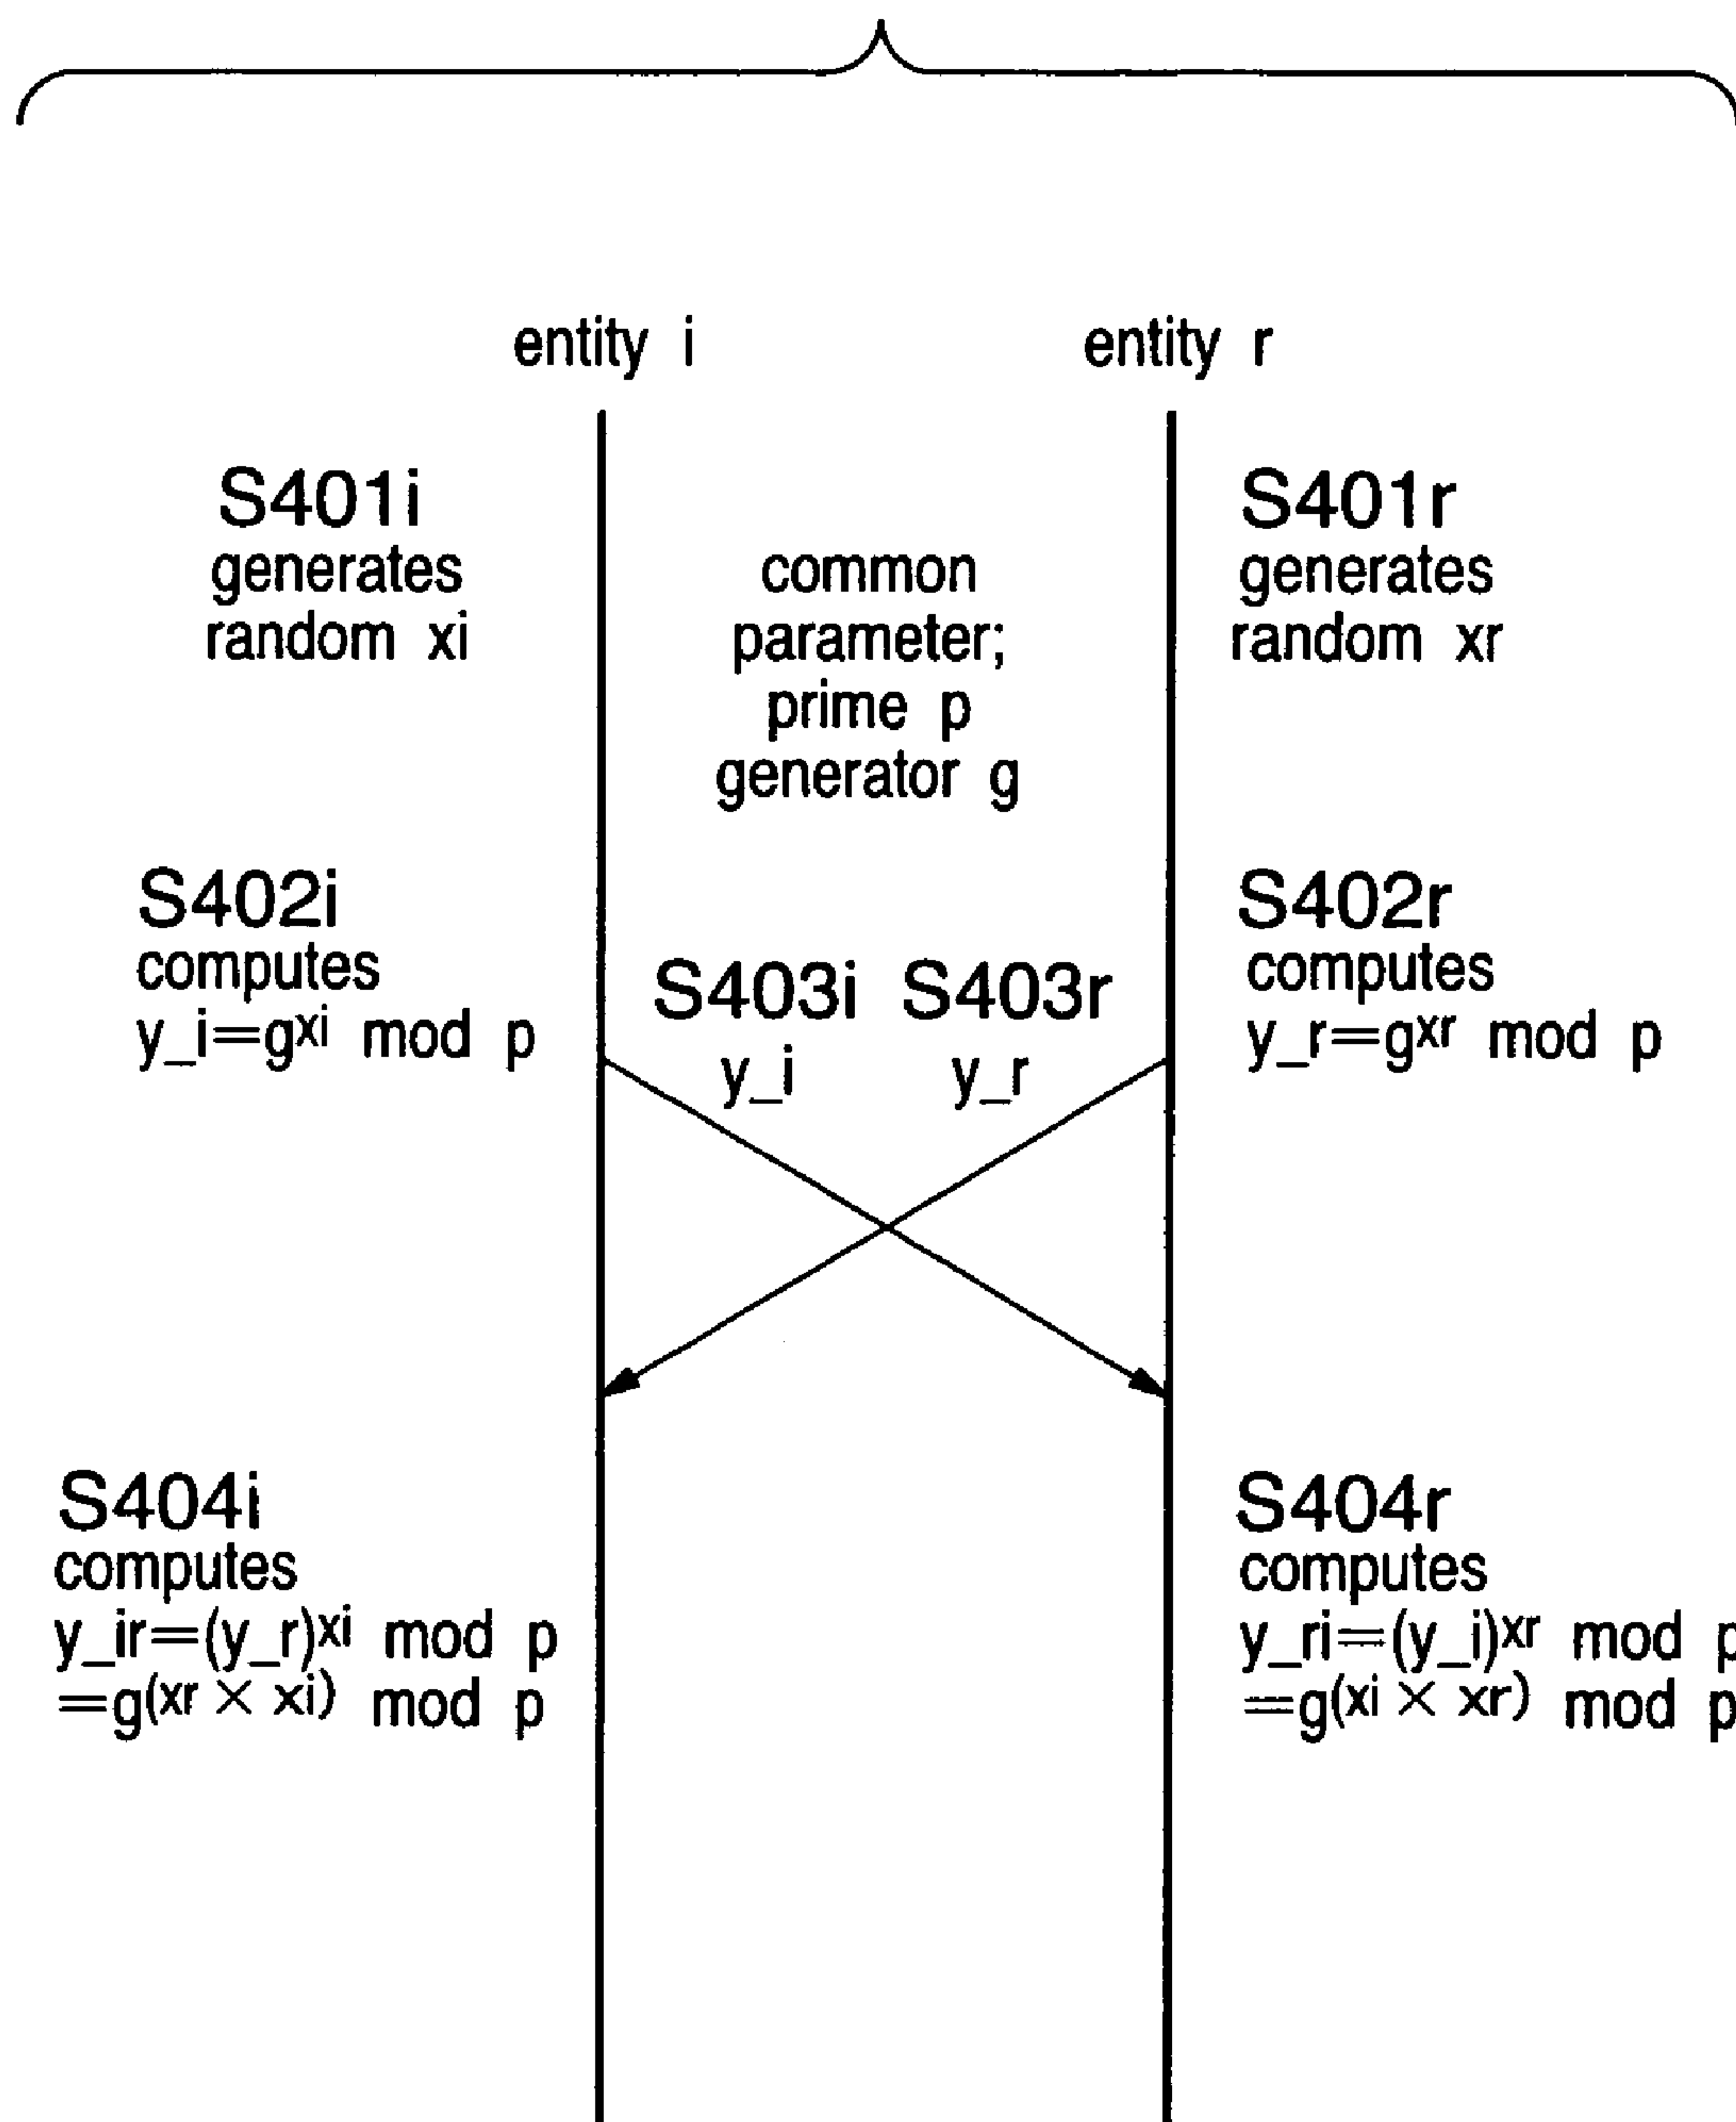 entity i
entity r
S401i
generates
random xi
common
parameter;
prime p
generator g
S401r
generates
random xr
S402i
computes
y_i=g^xi mod p
S403i
y_i
S403r
y_r
S402r
computes
y_r=g^xr mod p
S404i
computes
y_ir=(y_r)^xi mod p
=g^(xr × xi) mod p
S404r
computes
y_ri=(y_i)^xr mod p
=g^(xi × xr) mod p